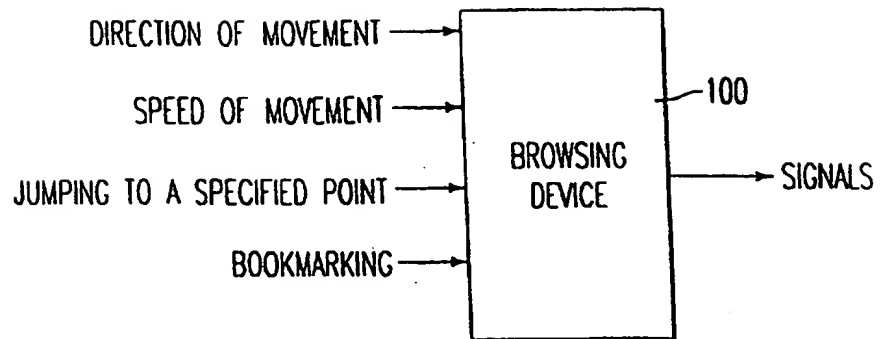 DIRECTION OF MOVEMENT
SPEED OF MOVEMENT
100
BROWSING
DEVICE
SIGNALS
JUMPING TO A SPECIFIED POINT
BOOKMARKING